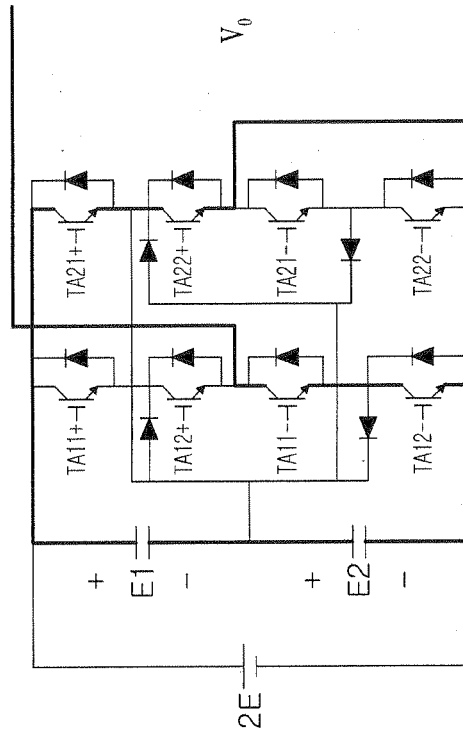 V0
TA11+
TA21+
TA12+
TA22+
TA11-
TA21-
TA12-
TA22-
+
E1
-
+
E2
-
2E